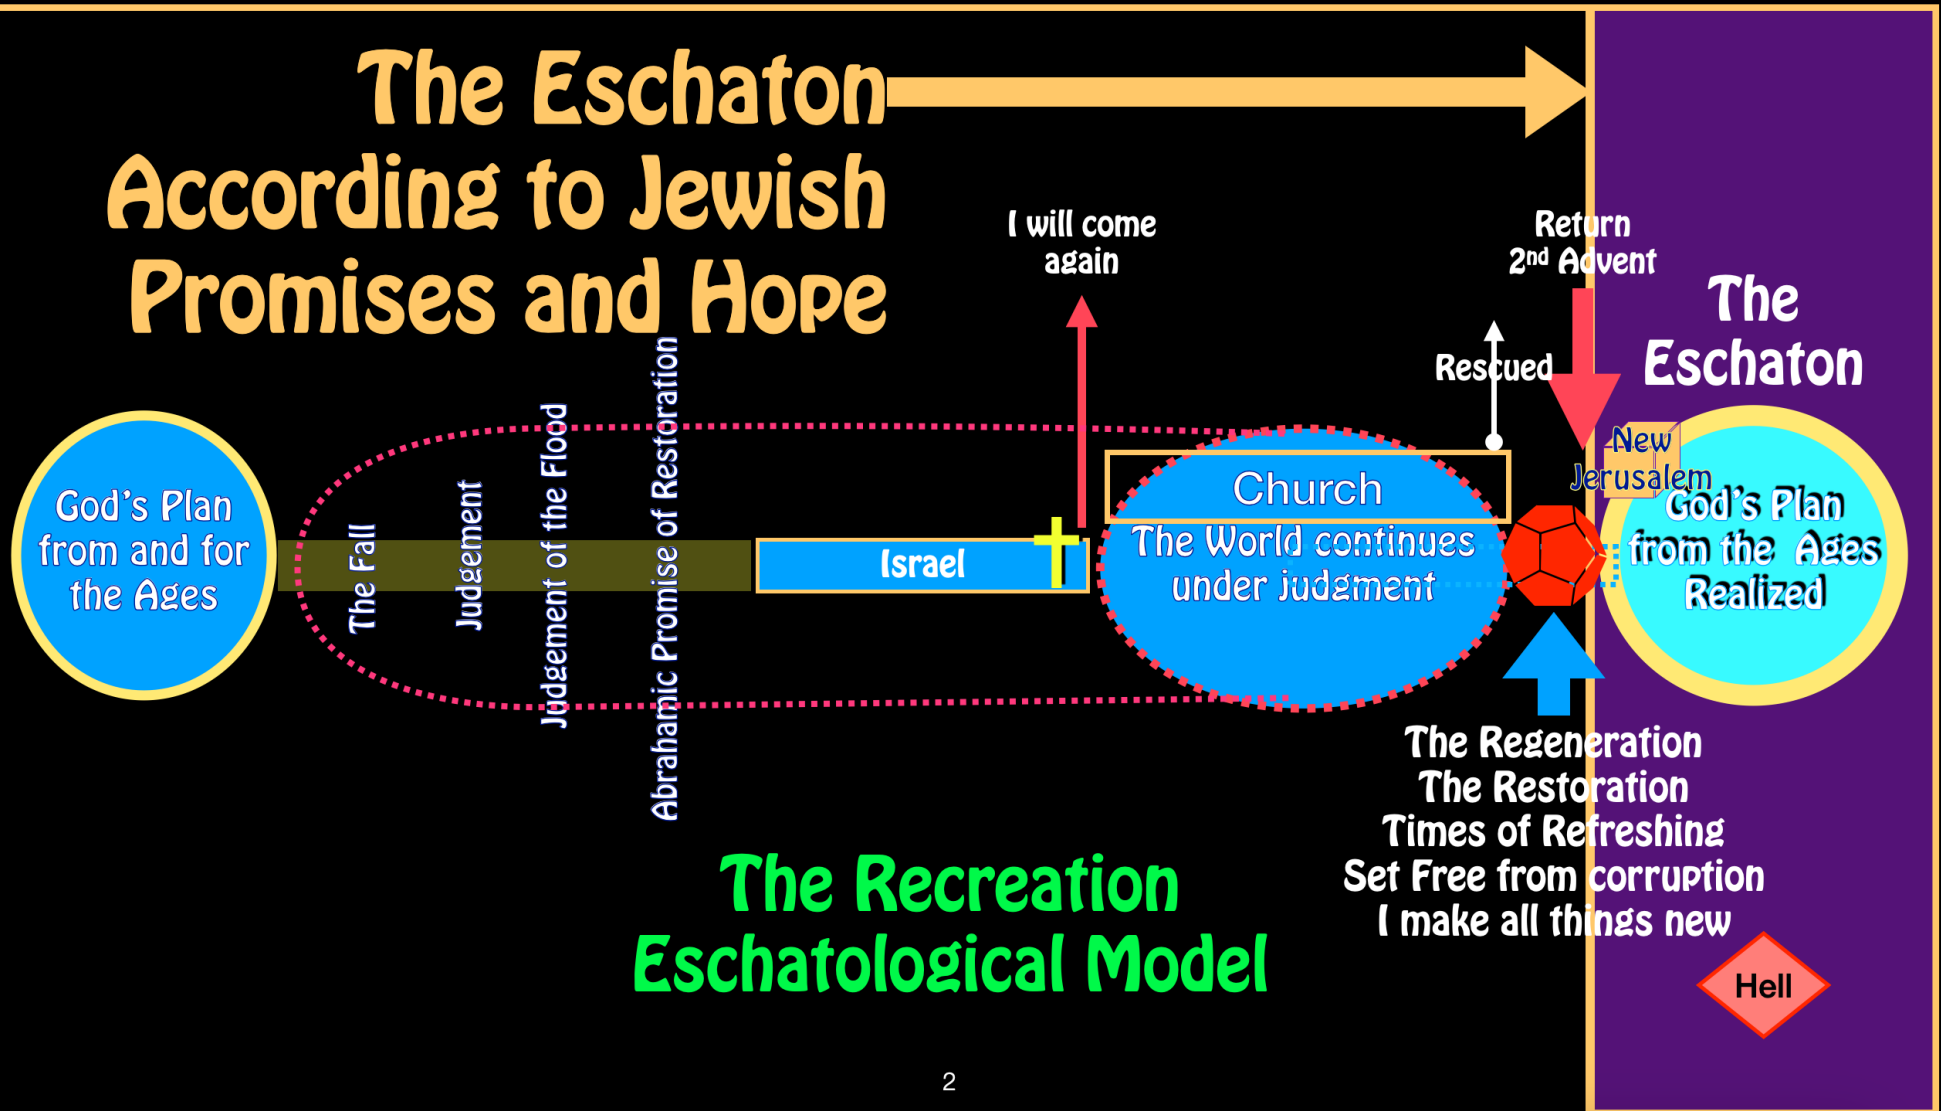 The Eschaton
According to Jewish
Promises and Hope
I will come
again
Return
2nd Advent
Rescued
The
Eschaton
God's Plan
from and for
the Ages
The Fall
Judgement
Judgement of the Flood
Abrahamic Promise of Restoration
Israel
Church
The World continues
under judgment
New
Jerusalem
God's Plan
from the Ages
Realized
The Regeneration
The Restoration
Times of Refreshing
Set Free from corruption
I make all things new
The Recreation
Eschatological Model
Hell
2